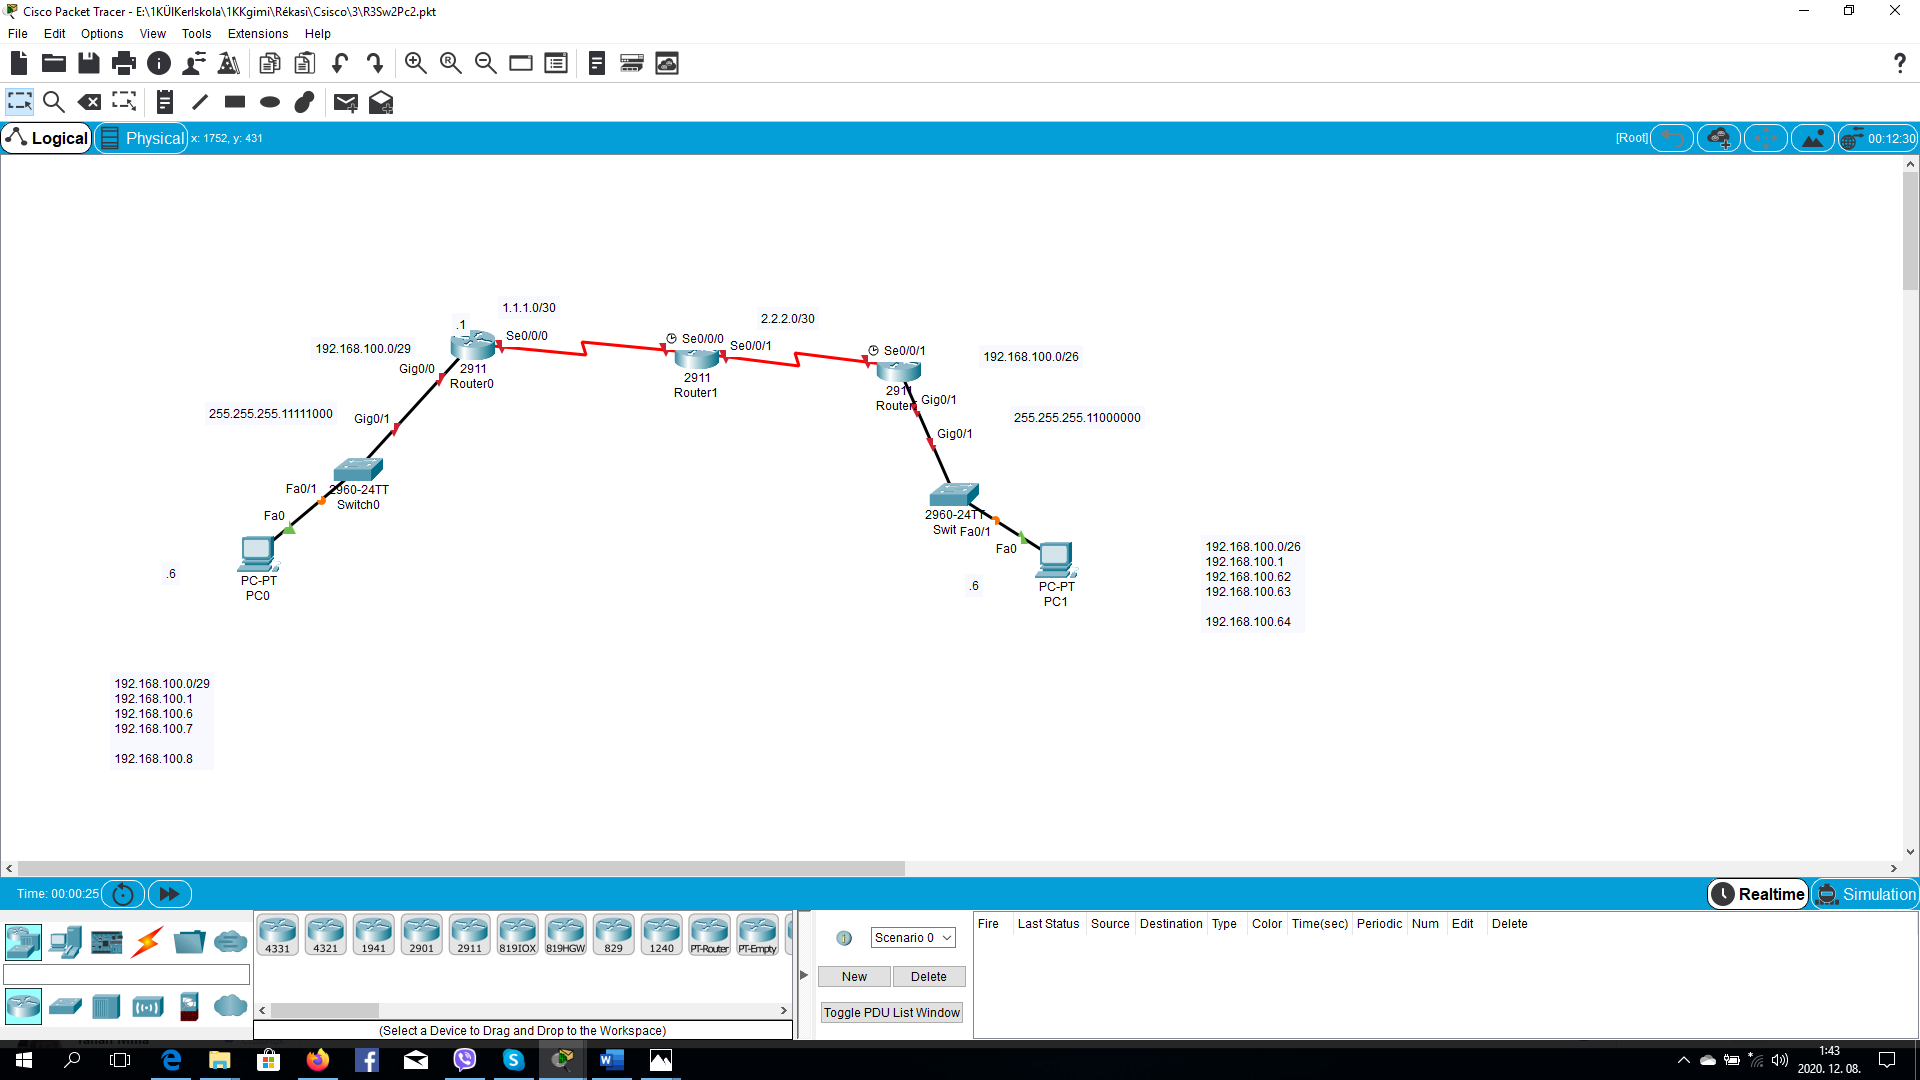 Cisco Packet Tracer - E:\1KÜlKerIskola\1KKgimi\Rékasi\Csisco\3\R3Sw2Pc2.pkt
File Edit Options View Tools Extensions Help
Logical Physical x: 1752, y: 431 [Root] 00:12:30
1.1.1.0/30
2.2.2.0/30
.1
Se0/0/0
Se0/0/0
Se0/0/1
Se0/0/1
192.168.100.0/29
192.168.100.0/26
Gig0/0
2911
Router0
2911
Router1
2911
Router
Gig0/1
255.255.255.11111000
Gig0/1
255.255.255.11000000
Gig0/1
Fa0/1
2960-24TT
Switch0
Fa0
2960-24TT
Swit
Fa0/1
Fa0
.6
PC-PT
PC0
.6
PC-PT
PC1
192.168.100.0/26
192.168.100.1
192.168.100.62
192.168.100.63
192.168.100.64
192.168.100.0/29
192.168.100.1
192.168.100.6
192.168.100.7
192.168.100.8
Time: 00:00:25
Realtime Simulation
4331 4321 1941 2901 2911 819IOX 819HGW 829 1240 PT-Router PT-Empty
Scenario 0
New Delete
Toggle PDU List Window
Fire Last Status Source Destination Type Color Time(sec) Periodic Num Edit Delete
(Select a Device to Drag and Drop to the Workspace)
1:43
2020. 12. 08.